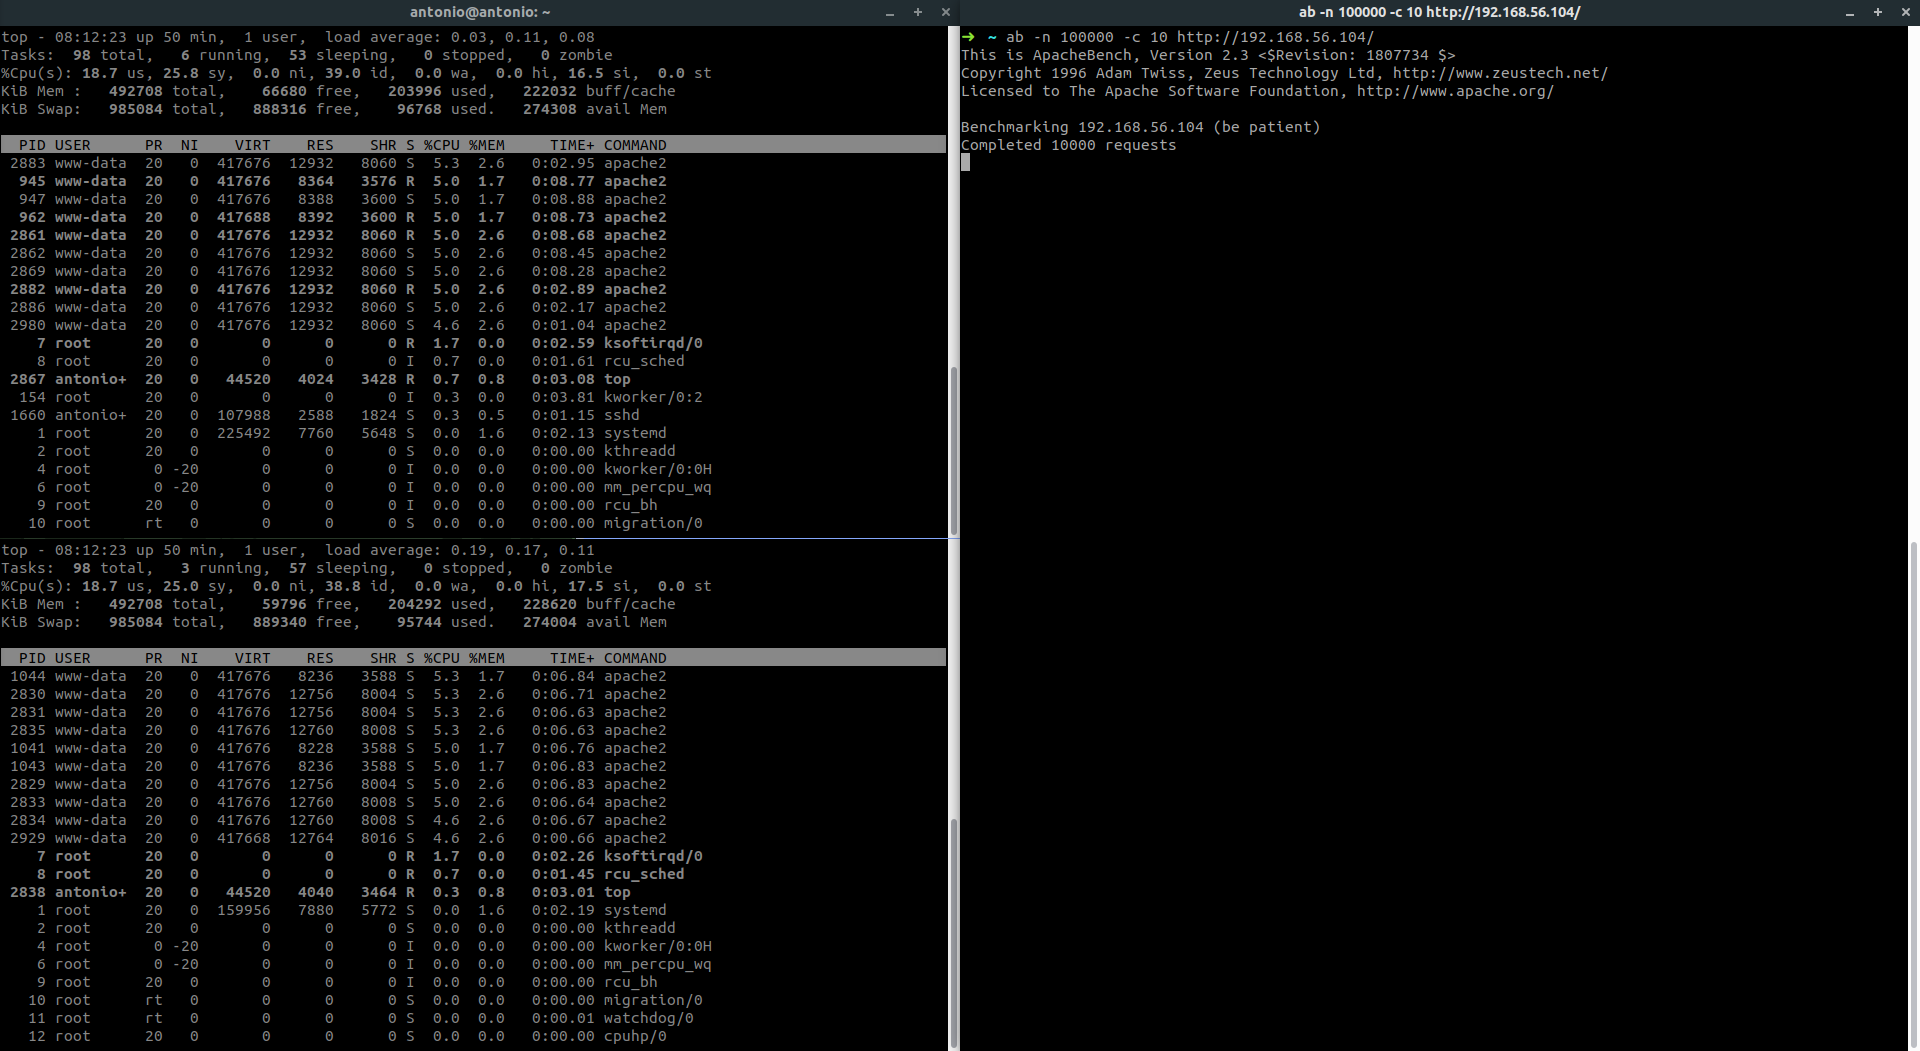 antonio@antonio: ~
top - 08:12:23 up 50 min,  1 user,  load average: 0.03, 0.11, 0.08
Tasks:  98 total,   6 running,  53 sleeping,   0 stopped,   0 zombie
%Cpu(s): 18.7 us, 25.8 sy,  0.0 ni, 39.0 id,  0.0 wa,  0.0 hi, 16.5 si,  0.0 st
KiB Mem :   492708 total,    66680 free,   203996 used,   222032 buff/cache
KiB Swap:   985084 total,   888316 free,    96768 used.   274308 avail Mem
  PID USER      PR  NI    VIRT    RES    SHR S %CPU %MEM     TIME+ COMMAND
 2883 www-data  20   0  417676  12932   8060 S  5.3  2.6   0:02.95 apache2
  945 www-data  20   0  417676   8364   3576 R  5.0  1.7   0:08.77 apache2
  947 www-data  20   0  417676   8388   3600 S  5.0  1.7   0:08.88 apache2
  962 www-data  20   0  417688   8392   3600 R  5.0  1.7   0:08.73 apache2
 2861 www-data  20   0  417676  12932   8060 R  5.0  2.6   0:08.68 apache2
 2862 www-data  20   0  417676  12932   8060 S  5.0  2.6   0:08.45 apache2
 2869 www-data  20   0  417676  12932   8060 S  5.0  2.6   0:08.28 apache2
 2882 www-data  20   0  417676  12932   8060 R  5.0  2.6   0:02.89 apache2
 2886 www-data  20   0  417676  12932   8060 S  5.0  2.6   0:02.17 apache2
 2980 www-data  20   0  417676  12932   8060 S  4.6  2.6   0:01.04 apache2
    7 root      20   0       0      0      0 R  1.7  0.0   0:02.59 ksoftirqd/0
    8 root      20   0       0      0      0 I  0.7  0.0   0:01.61 rcu_sched
 2867 antonio+  20   0   44520   4024   3428 R  0.7  0.8   0:03.08 top
  154 root      20   0       0      0      0 I  0.3  0.0   0:03.81 kworker/0:2
 1660 antonio+  20   0  107988   2588   1824 S  0.3  0.5   0:01.15 sshd
    1 root      20   0  225492   7760   5648 S  0.0  1.6   0:02.13 systemd
    2 root      20   0       0      0      0 S  0.0  0.0   0:00.00 kthreadd
    4 root       0 -20       0      0      0 I  0.0  0.0   0:00.00 kworker/0:0H
    6 root       0 -20       0      0      0 I  0.0  0.0   0:00.00 mm_percpu_wq
    9 root      20   0       0      0      0 I  0.0  0.0   0:00.00 rcu_bh
   10 root      rt   0       0      0      0 S  0.0  0.0   0:00.00 migration/0
top - 08:12:23 up 50 min,  1 user,  load average: 0.19, 0.17, 0.11
Tasks:  98 total,   3 running,  57 sleeping,   0 stopped,   0 zombie
%Cpu(s): 18.7 us, 25.0 sy,  0.0 ni, 38.8 id,  0.0 wa,  0.0 hi, 17.5 si,  0.0 st
KiB Mem :   492708 total,    59796 free,   204292 used,   228620 buff/cache
KiB Swap:   985084 total,   889340 free,    95744 used.   274004 avail Mem
  PID USER      PR  NI    VIRT    RES    SHR S %CPU %MEM     TIME+ COMMAND
 1044 www-data  20   0  417676   8236   3588 S  5.3  1.7   0:06.84 apache2
 2830 www-data  20   0  417676  12756   8004 S  5.3  2.6   0:06.71 apache2
 2831 www-data  20   0  417676  12756   8004 S  5.3  2.6   0:06.63 apache2
 2835 www-data  20   0  417676  12760   8008 S  5.3  2.6   0:06.63 apache2
 1041 www-data  20   0  417676   8228   3588 S  5.0  1.7   0:06.76 apache2
 1043 www-data  20   0  417676   8236   3588 S  5.0  1.7   0:06.83 apache2
 2829 www-data  20   0  417676  12756   8004 S  5.0  2.6   0:06.83 apache2
 2833 www-data  20   0  417676  12760   8008 S  5.0  2.6   0:06.64 apache2
 2834 www-data  20   0  417676  12760   8008 S  4.6  2.6   0:06.67 apache2
 2929 www-data  20   0  417668  12764   8016 S  4.6  2.6   0:00.66 apache2
    7 root      20   0       0      0      0 R  1.7  0.0   0:02.26 ksoftirqd/0
    8 root      20   0       0      0      0 R  0.7  0.0   0:01.45 rcu_sched
 2838 antonio+  20   0   44520   4040   3464 R  0.3  0.8   0:03.01 top
    1 root      20   0  159956   7880   5772 S  0.0  1.6   0:02.19 systemd
    2 root      20   0       0      0      0 S  0.0  0.0   0:00.00 kthreadd
    4 root       0 -20       0      0      0 I  0.0  0.0   0:00.00 kworker/0:0H
    6 root       0 -20       0      0      0 I  0.0  0.0   0:00.00 mm_percpu_wq
    9 root      20   0       0      0      0 I  0.0  0.0   0:00.00 rcu_bh
   10 root      rt   0       0      0      0 S  0.0  0.0   0:00.00 migration/0
   11 root      rt   0       0      0      0 S  0.0  0.0   0:00.01 watchdog/0
   12 root      20   0       0      0      0 S  0.0  0.0   0:00.00 cpuhp/0
ab -n 100000 -c 10 http://192.168.56.104/
➜  ~ ab -n 100000 -c 10 http://192.168.56.104/
This is ApacheBench, Version 2.3 <$Revision: 1807734 $>
Copyright 1996 Adam Twiss, Zeus Technology Ltd, http://www.zeustech.net/
Licensed to The Apache Software Foundation, http://www.apache.org/
Benchmarking 192.168.56.104 (be patient)
Completed 10000 requests